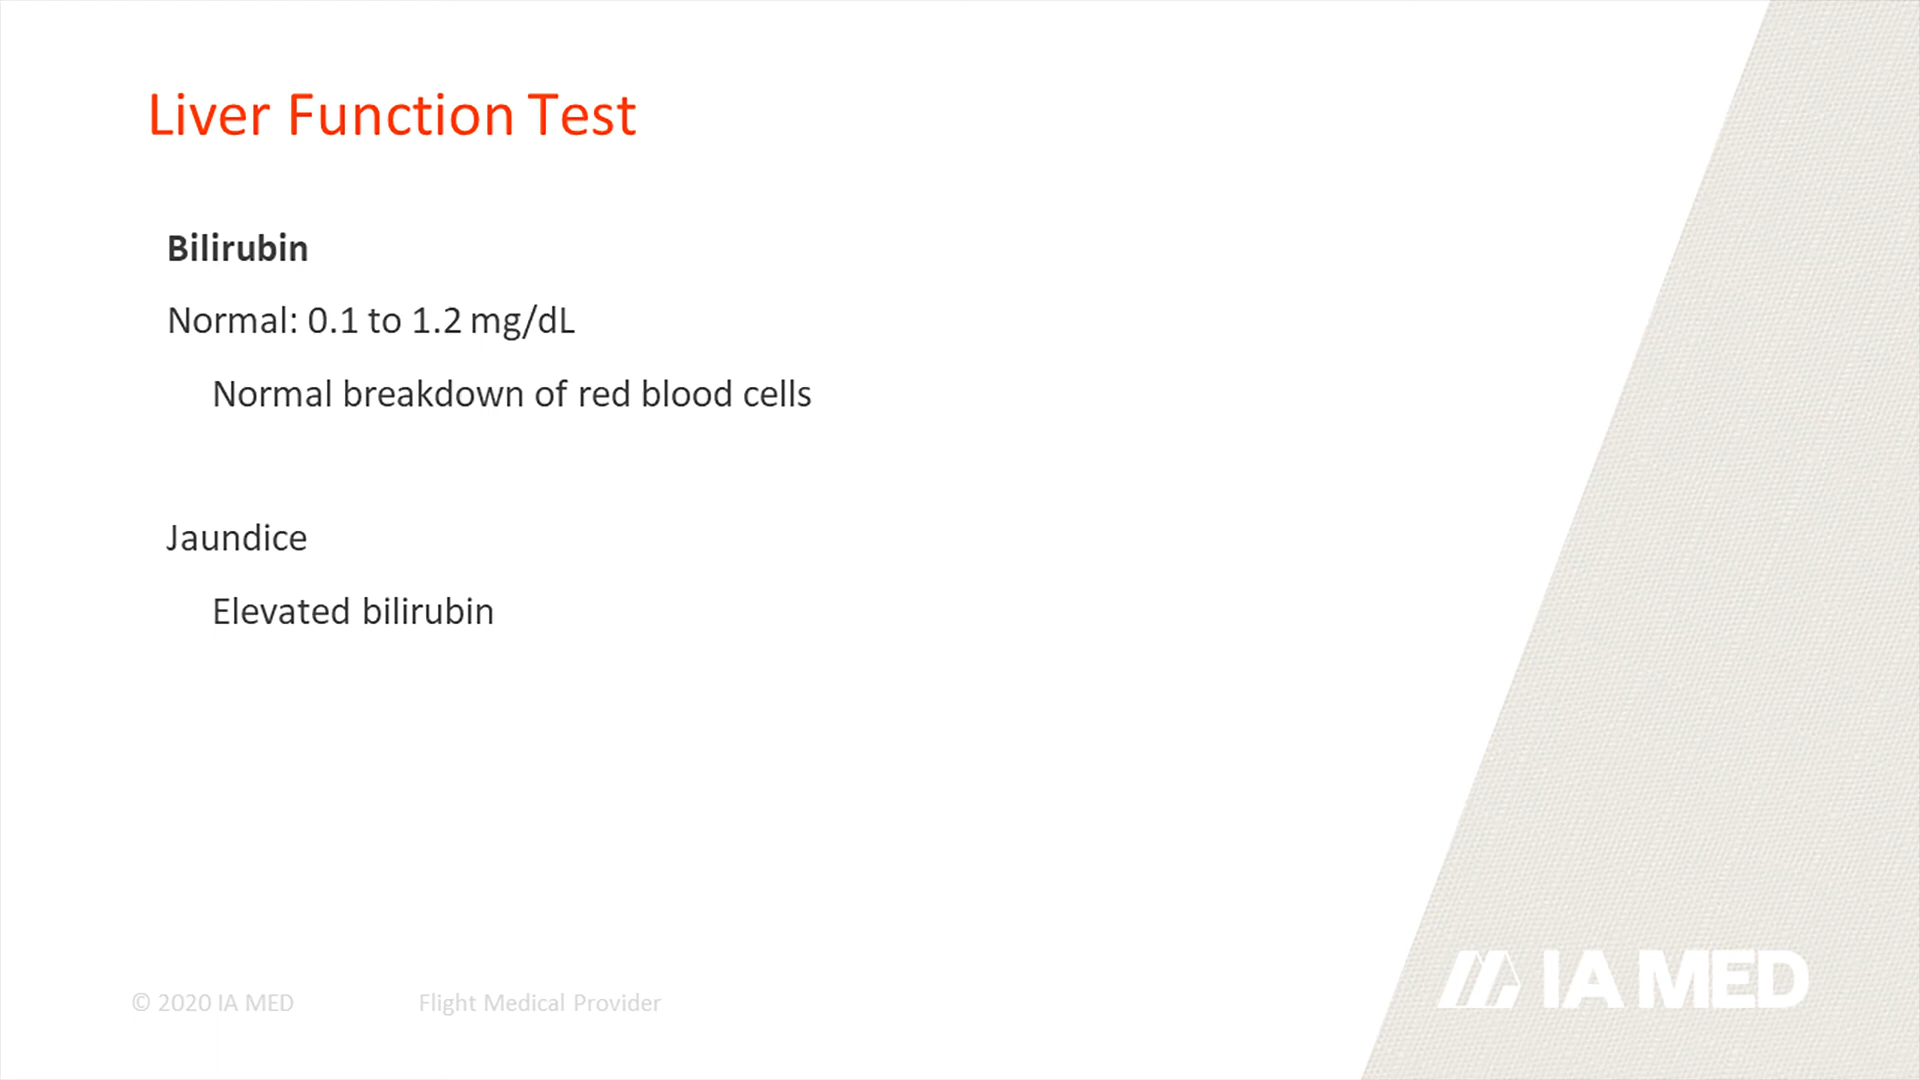 Liver Function Test
Bilirubin
Normal: 0.1 to 1.2 mg/dL
Normal breakdown of red blood cells
Jaundice
Elevated bilirubin
© 2020 IA MED
Flight Medical Provider
IA MED